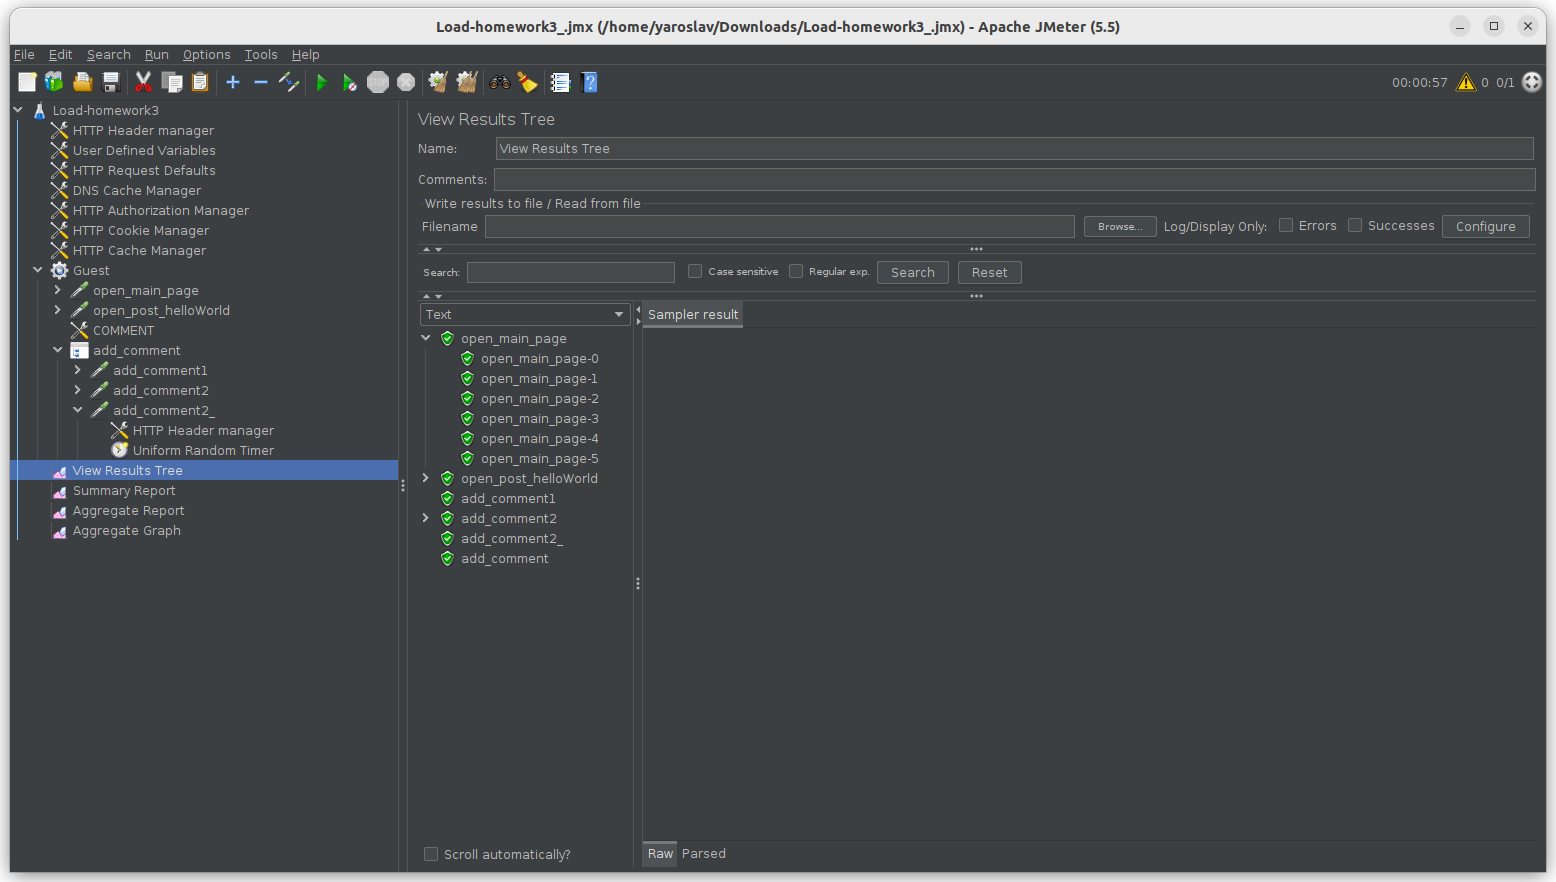 Load-homework3_.jmx (/home/yaroslav/Downloads/Load-homework3_.jmx) - Apache JMeter (5.5)
File Edit Search Run Options Tools Help
00:00:57 0 0/1
Load-homework3
HTTP Header manager
User Defined Variables
HTTP Request Defaults
DNS Cache Manager
HTTP Authorization Manager
HTTP Cookie Manager
HTTP Cache Manager
Guest
open_main_page
open_post_helloWorld
COMMENT
add_comment
add_comment1
add_comment2
add_comment2_
HTTP Header manager
Uniform Random Timer
View Results Tree
Summary Report
Aggregate Report
Aggregate Graph
View Results Tree
Name: View Results Tree
Comments:
Write results to file / Read from file
Filename Browse... Log/Display Only: Errors Successes Configure
Search: Case sensitive Regular exp. Search Reset
Text
Sampler result
open_main_page
open_main_page-0
open_main_page-1
open_main_page-2
open_main_page-3
open_main_page-4
open_main_page-5
open_post_helloWorld
add_comment1
add_comment2
add_comment2_
add_comment
Scroll automatically?
Raw Parsed